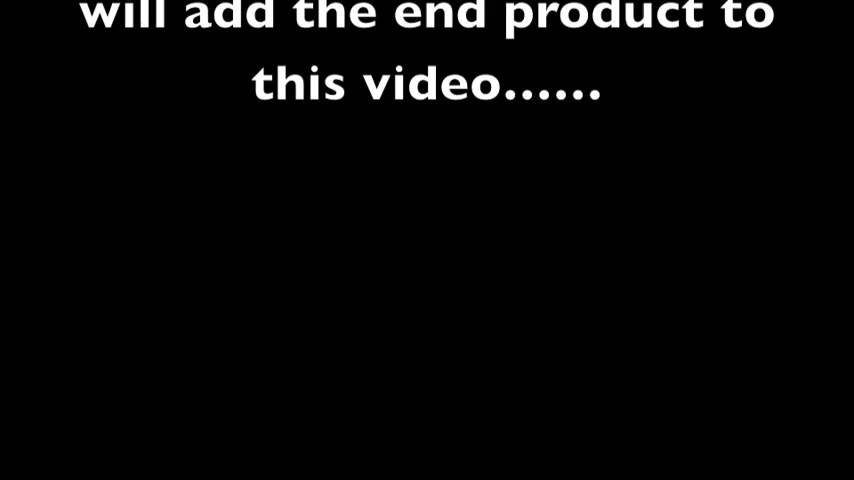 will add the end product to
this video......